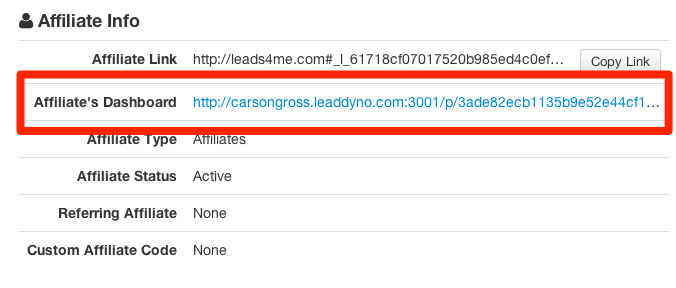 Affiliate Info
Affiliate Link http://leads4me.com#_l_61718cf07017520b985ed4c0ef… Copy Link
Affiliate's Dashboard http://carsongross.leaddyno.com:3001/p/3ade82ecb1135b9e52e44cf1…
Affiliate Type Affiliates
Affiliate Status Active
Referring Affiliate None
Custom Affiliate Code None